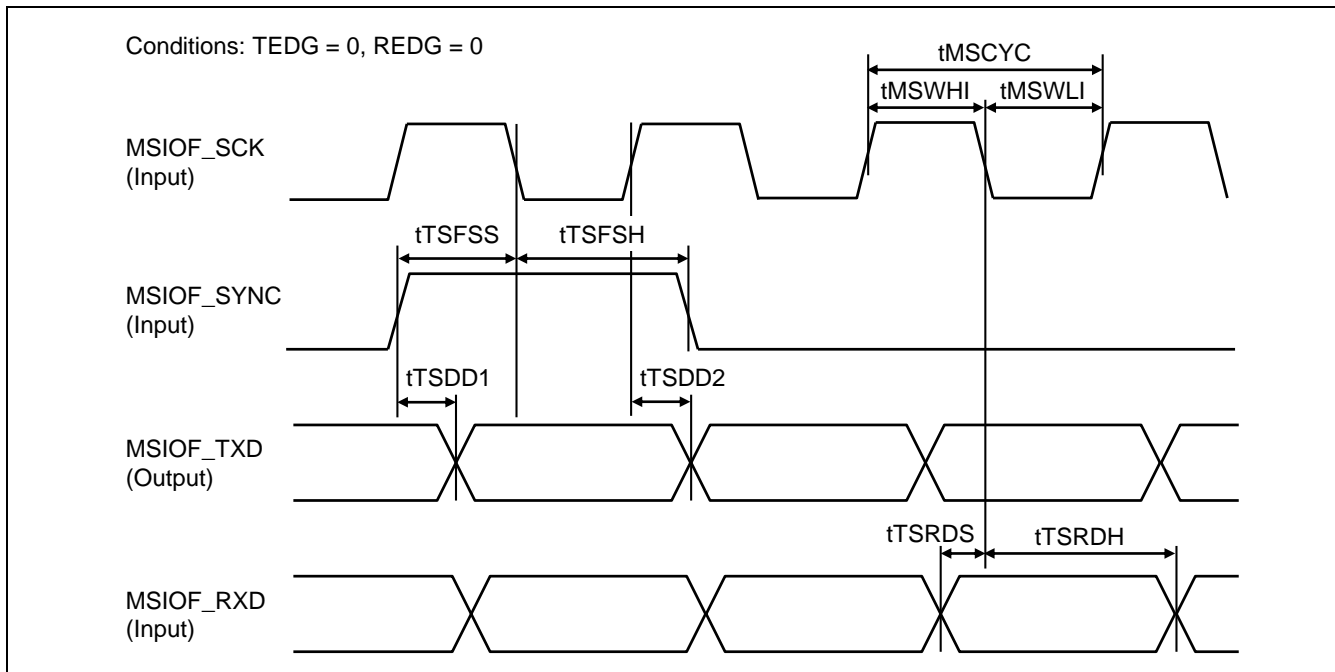 Conditions: TEDG = 0, REDG = 0
tMSCYC
tMSWHI
tMSWLI
MSIOF_SCK
(Input)
tTSFSS
tTSFSH
MSIOF_SYNC
(Input)
tTSDD1
tTSDD2
MSIOF_TXD
(Output)
tTSRDS
tTSRDH
MSIOF_RXD
(Input)